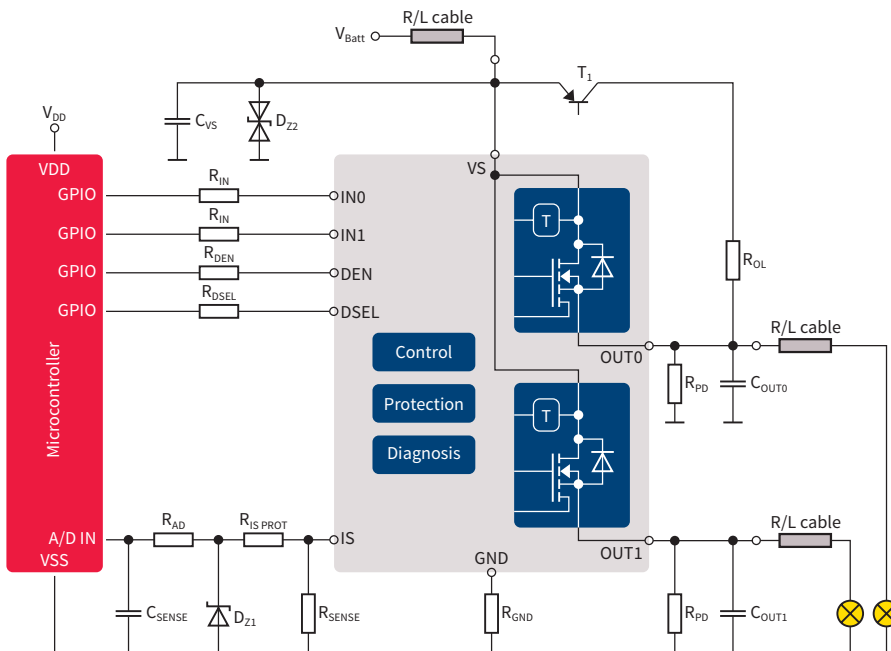 R/L cable
VBatt
T1
CVS
DZ2
VDD
VDD
VS
GPIO
RIN
IN0
T
GPIO
RIN
IN1
ROL
GPIO
RDEN
DEN
GPIO
RDSEL
DSEL
R/L cable
OUT0
Control
RPD
COUT0
Microcontroller
Protection
T
Diagnosis
A/D IN
RAD
RIS PROT
IS
R/L cable
OUT1
VSS
GND
CSENSE
DZ1
RSENSE
RGND
RPD
COUT1